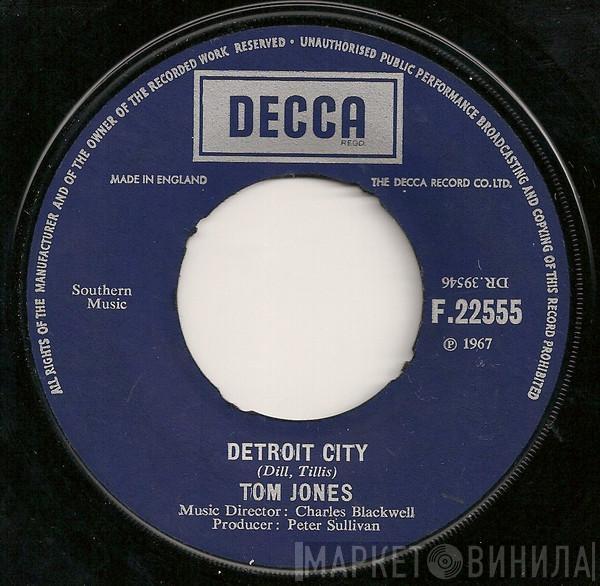 ALL RIGHTS OF THE MANUFACTURER AND OF THE OWNER OF THE RECORDED WORK RESERVED • UNAUTHORISED PUBLIC PERFORMANCE BROADCASTING AND COPYING OF THIS RECORD PROHIBITED
DECCA
REGD.
MADE IN ENGLAND
THE DECCA RECORD CO. LTD.
Southern
Music
DR.39546
F.22555
℗ 1967
DETROIT CITY
(Dill, Tillis)
TOM JONES
Music Director: Charles Blackwell
Producer: Peter Sullivan
МАРКЕТ ВИНИЛА